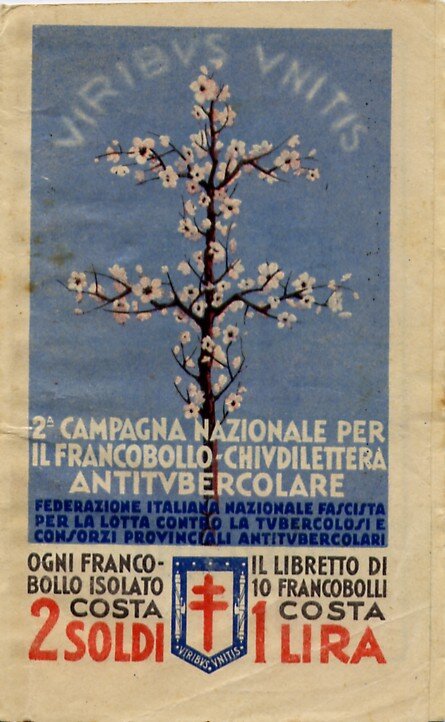 VIRIBVS VNITIS
2ª CAMPAGNA NAZIONALE PER
IL FRANCOBOLLO-CHIVDILETTERA
ANTITVBERCOLARE
FEDERAZIONE ITALIANA NAZIONALE FASCISTA
PER LA LOTTA CONTRO LA TVBERCOLOSI E
CONSORZI PROVINCIALI ANTITVBERCOLARI
OGNI FRANCO-
BOLLO ISOLATO
COSTA
2 SOLDI
VIRIBVS VNITIS
IL LIBRETTO DI
10 FRANCOBOLLI
COSTA
1 LIRA